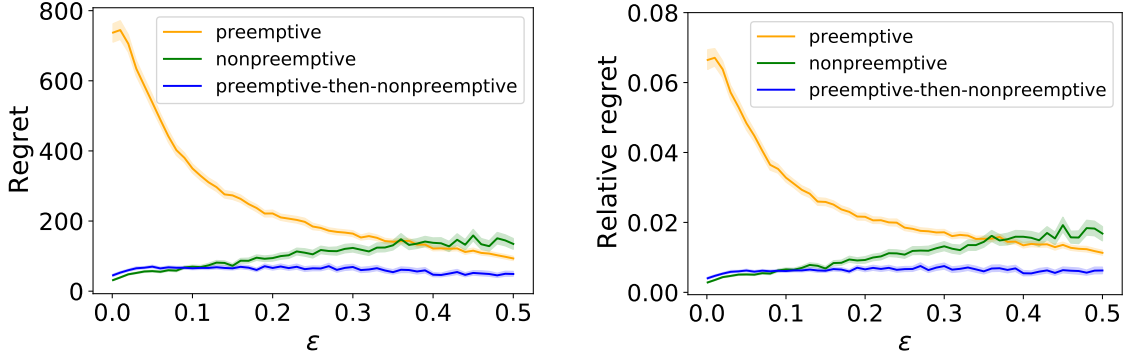 800
600
400
200
0
Regret
preemptive
nonpreemptive
preemptive-then-nonpreemptive
0.0 0.1 0.2 0.3 0.4 0.5
ε
0.08
0.06
0.04
0.02
0.00
Relative regret
preemptive
nonpreemptive
preemptive-then-nonpreemptive
0.0 0.1 0.2 0.3 0.4 0.5
ε